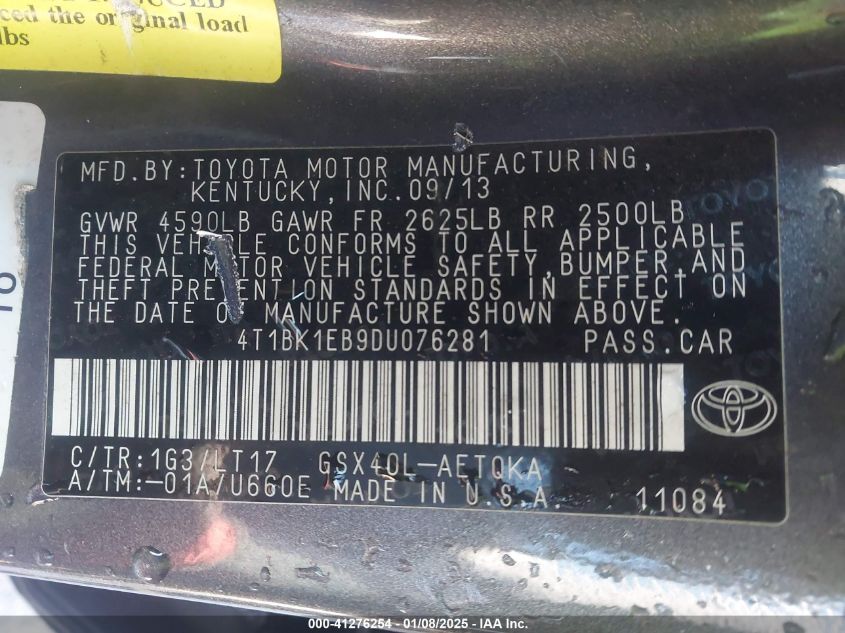 ced the original load
lbs
10
MFD.BY:TOYOTA MOTOR MANUFACTURING,
KENTUCKY,INC.09/13
GVWR 4590LB GAWR FR 2625LB RR 2500LB
THIS VEHICLE CONFORMS TO ALL APPLICABLE
FEDERAL MOTOR VEHICLE SAFETY,BUMPER,AND
THEFT PREVENTION STANDARDS IN EFFECT ON
THE DATE OF MANUFACTURE SHOWN ABOVE.
4T1BK1EB9DU076281 PASS.CAR
C/TR:1G3/LT17 GSX40L-AETQKA
A/TM:-01A/U660E MADE IN U.S.A. 11084
000-41276254 - 01/08/2025 - IAA Inc.